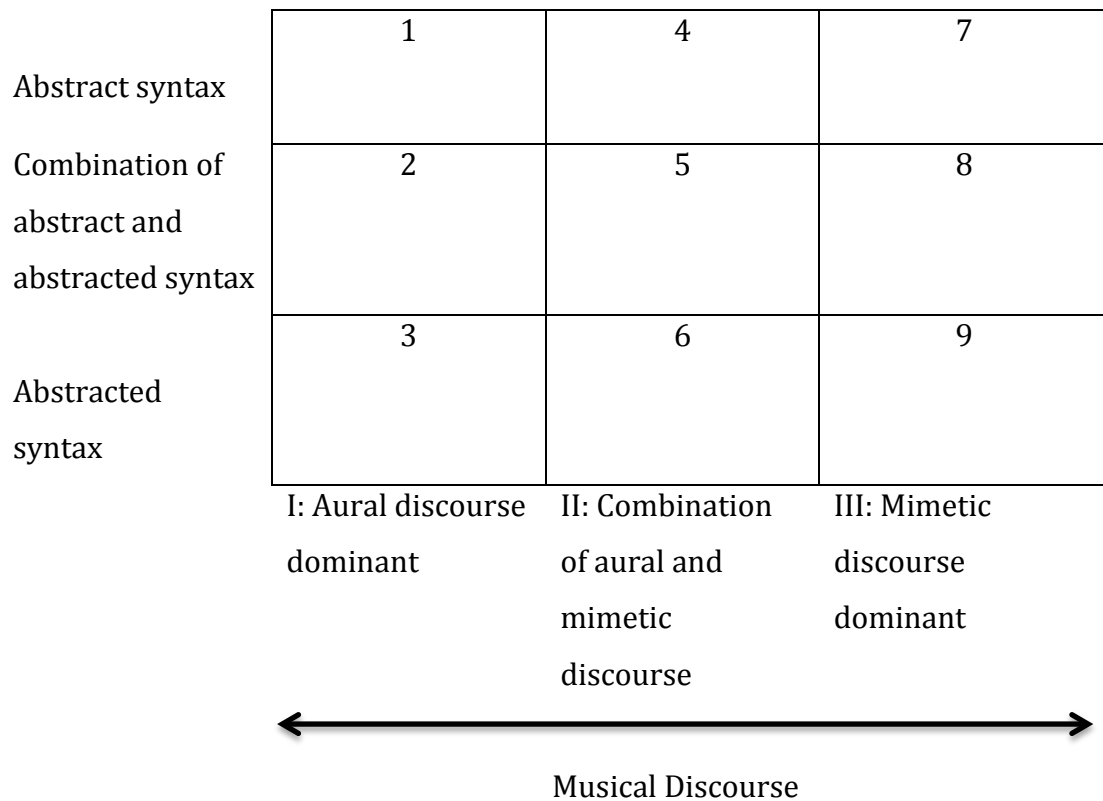 1 4 7
Abstract syntax
Combination of
abstract and
abstracted syntax
2 5 8
3 6 9
Abstracted
syntax
I: Aural discourse
dominant
II: Combination
of aural and
mimetic
discourse
III: Mimetic
discourse
dominant
Musical Discourse